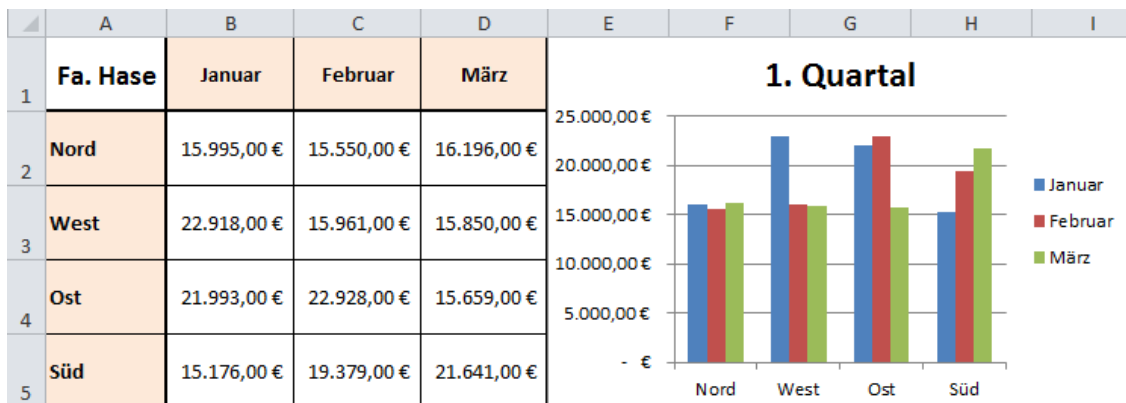 A B C D E F G H I
1 Fa. Hase Januar Februar März
2 Nord 15.995,00 € 15.550,00 € 16.196,00 €
3 West 22.918,00 € 15.961,00 € 15.850,00 €
4 Ost 21.993,00 € 22.928,00 € 15.659,00 €
5 Süd 15.176,00 € 19.379,00 € 21.641,00 €
1. Quartal
25.000,00 €
20.000,00 €
15.000,00 €
10.000,00 €
5.000,00 €
- €
Nord West Ost Süd
Januar
Februar
März